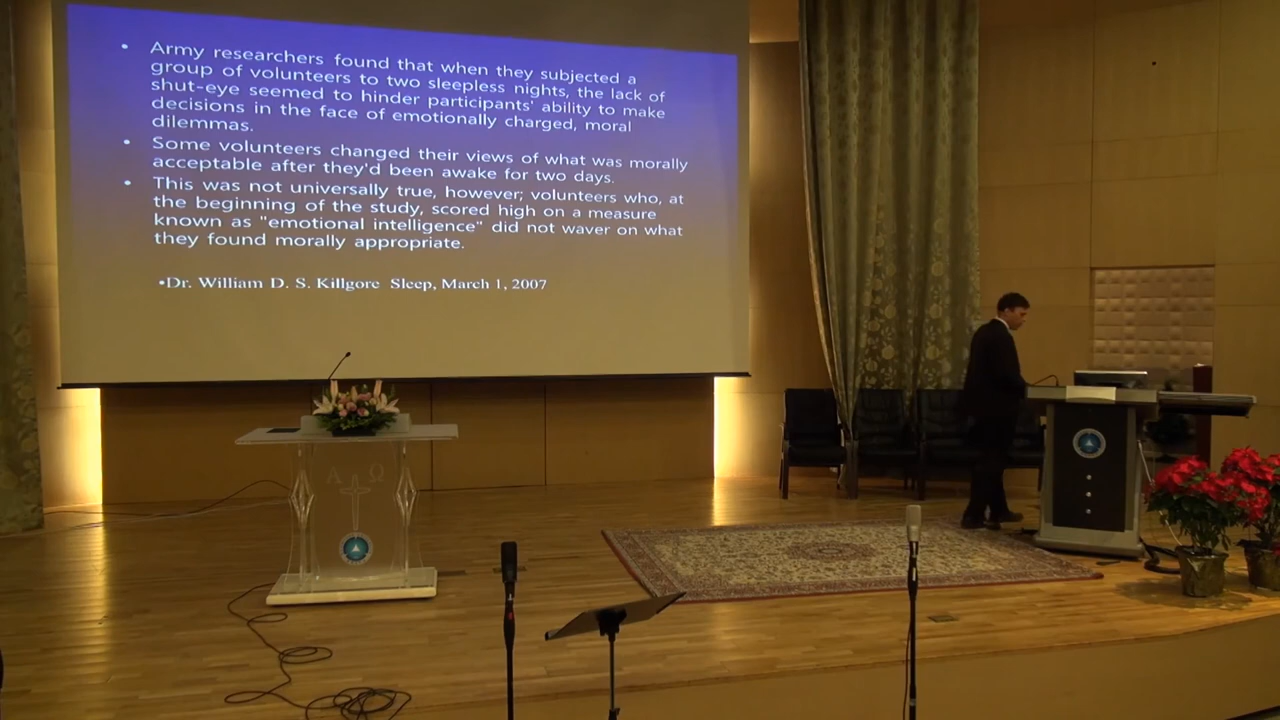 • Army researchers found that when they subjected a
group of volunteers to two sleepless nights, the lack of
shut-eye seemed to hinder participants' ability to make
decisions in the face of emotionally charged, moral
dilemmas.
• Some volunteers changed their views of what was morally
acceptable after they'd been awake for two days.
• This was not universally true, however; volunteers who, at
the beginning of the study, scored high on a measure
known as "emotional intelligence" did not waver on what
they found morally appropriate.
•Dr. William D. S. Killgore Sleep, March 1, 2007
Α Ω